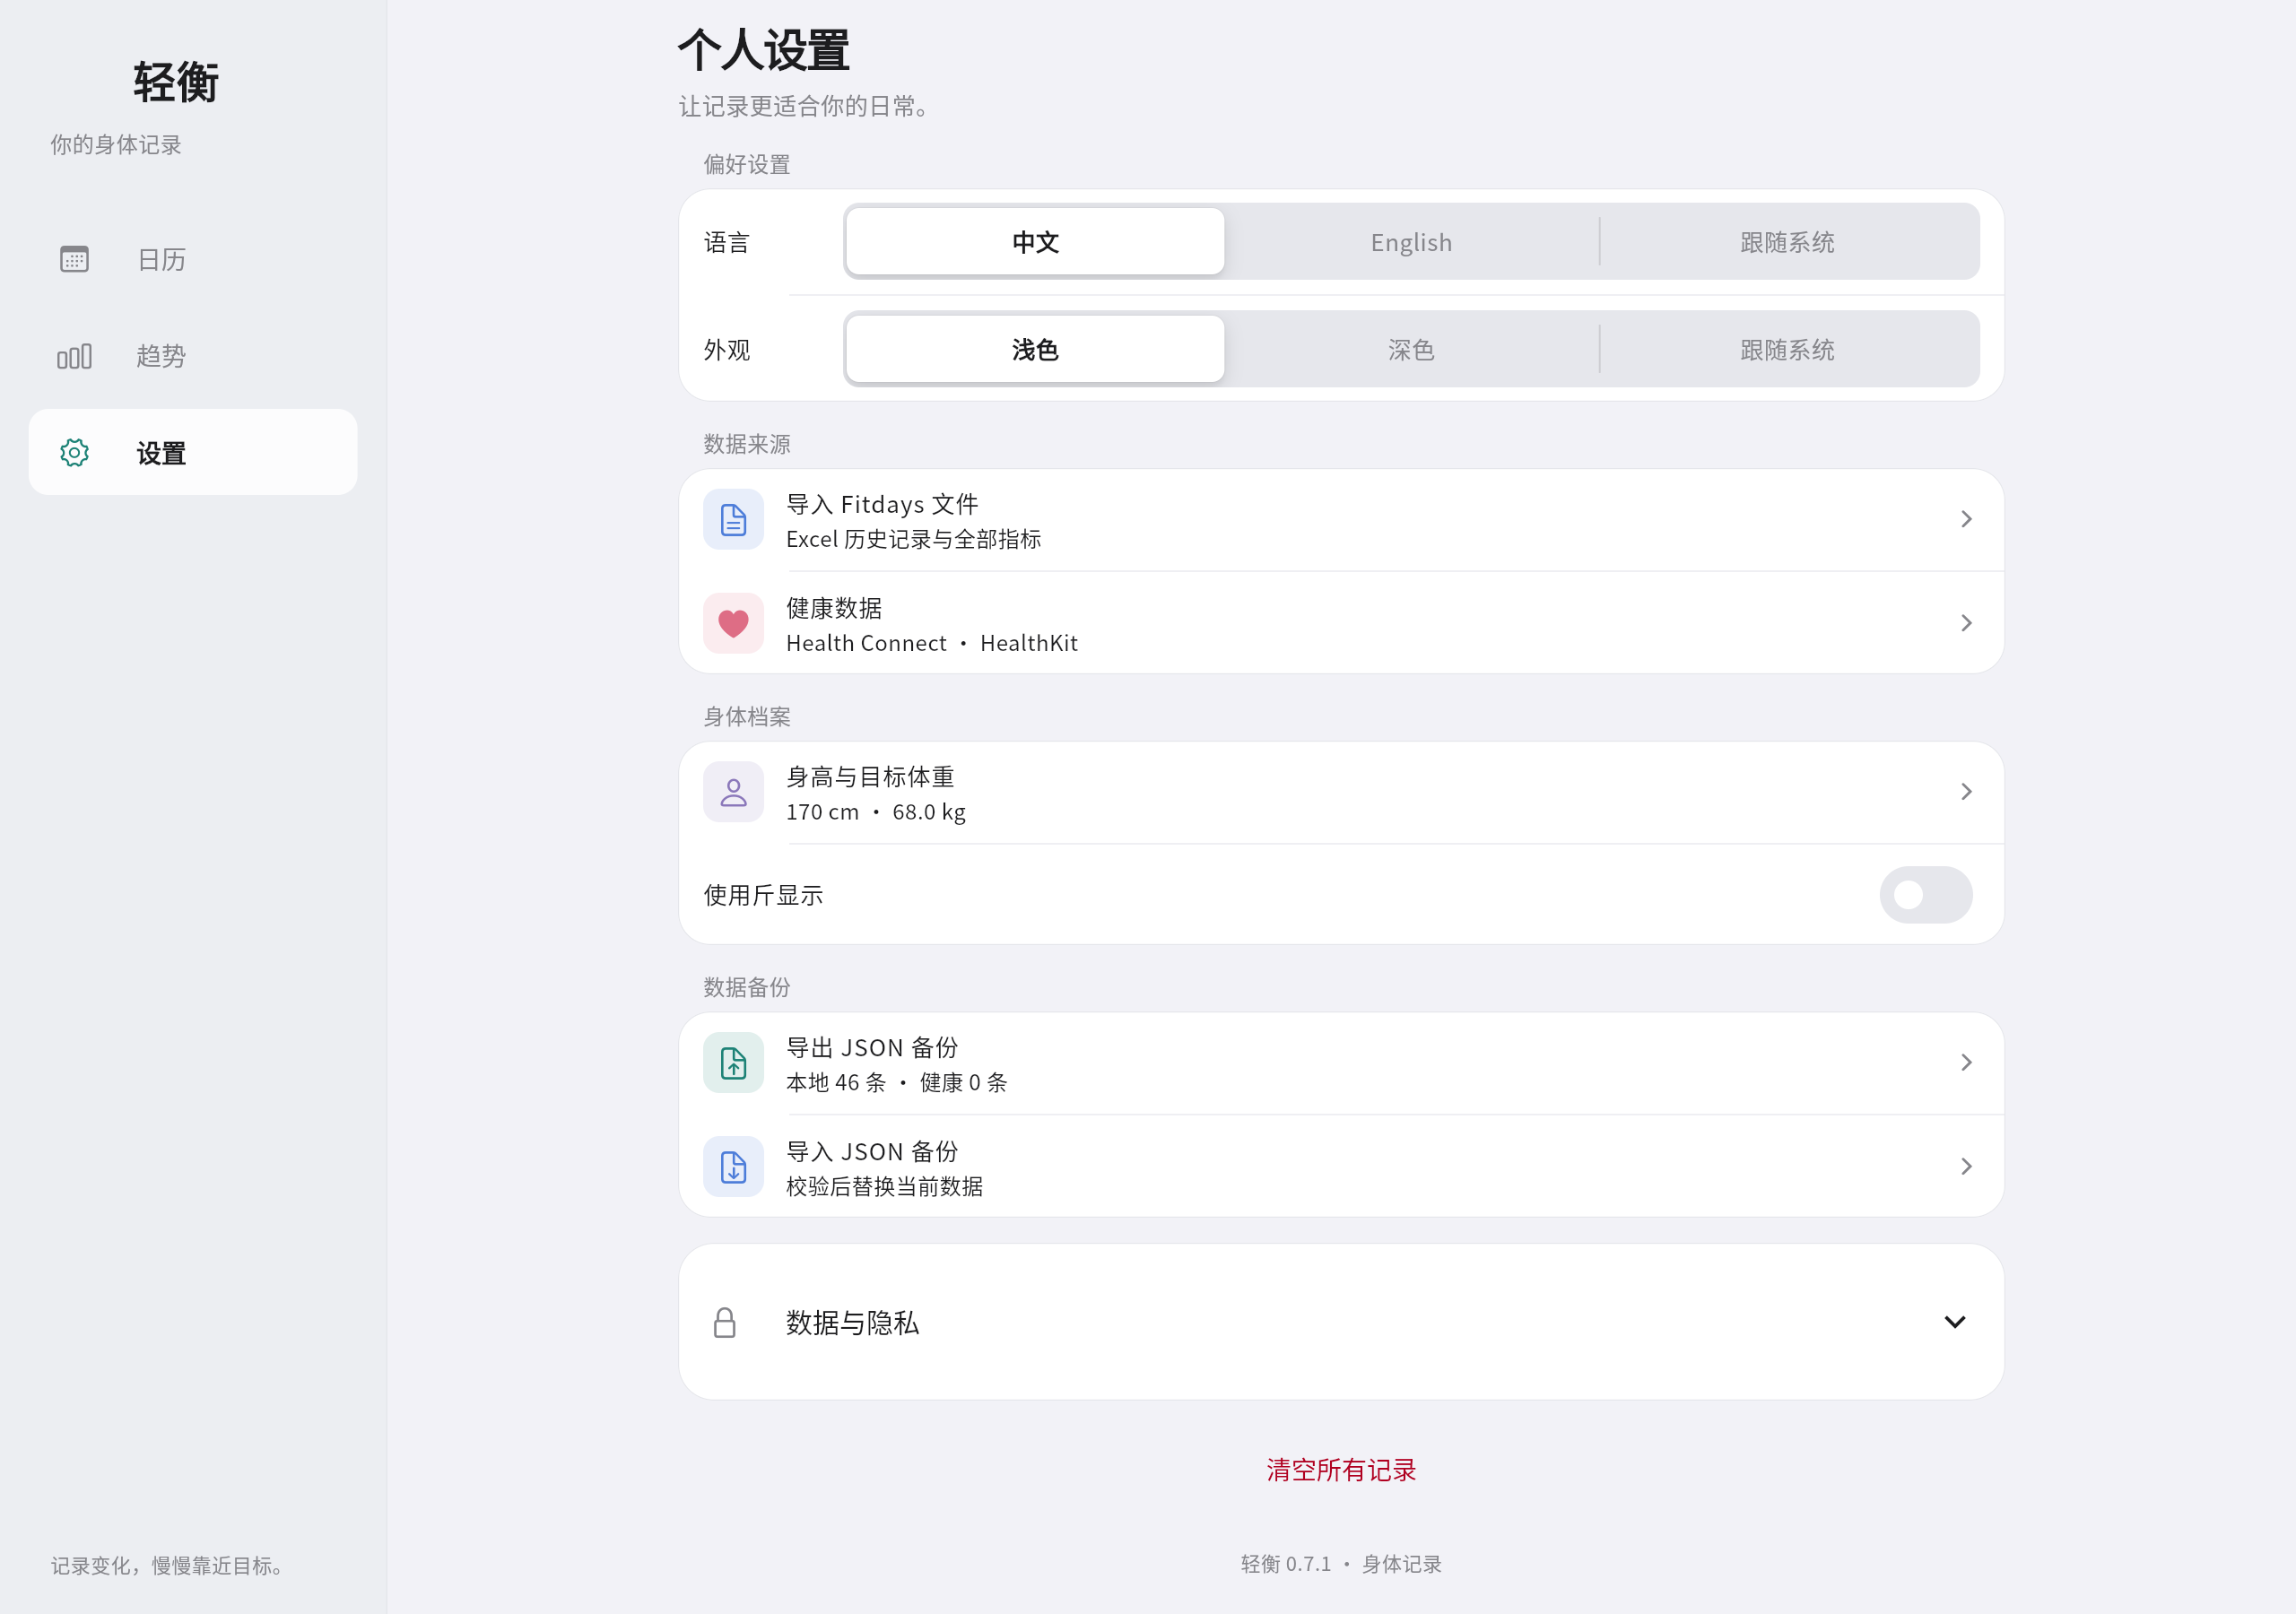 轻衡
你的身体记录
日历
趋势
设置
记录变化，慢慢靠近目标。
个人设置
让记录更适合你的日常。
偏好设置
语言 中文 English 跟随系统
外观 浅色 深色 跟随系统
数据来源
导入 Fitdays 文件
Excel 历史记录与全部指标
健康数据
Health Connect · HealthKit
身体档案
身高与目标体重
170 cm · 68.0 kg
使用斤显示
数据备份
导出 JSON 备份
本地 46 条 · 健康 0 条
导入 JSON 备份
校验后替换当前数据
数据与隐私
清空所有记录
轻衡 0.7.1 · 身体记录